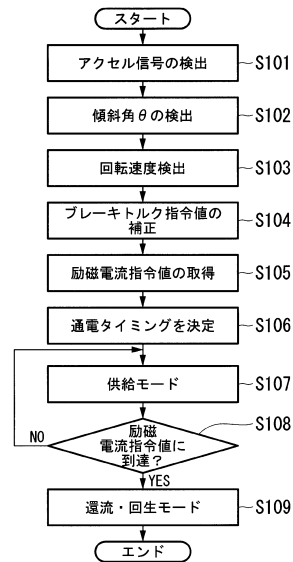 スタート
アクセル信号の検出
S101
傾斜角θの検出
S102
回転速度検出
S103
ブレーキトルク指令値の
補正
S104
励磁電流指令値の取得
S105
通電タイミングを決定
S106
供給モード
S107
励磁
電流指令値に
到達？
S108
NO
YES
還流・回生モード
S109
エンド